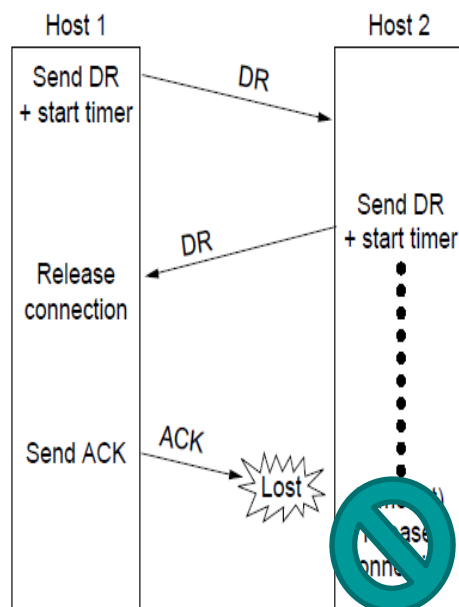 Host 1
Host 2
Send DR
+ start timer
DR
Send DR
+ start timer
DR
Release
connection
Send ACK
ACK
Lost